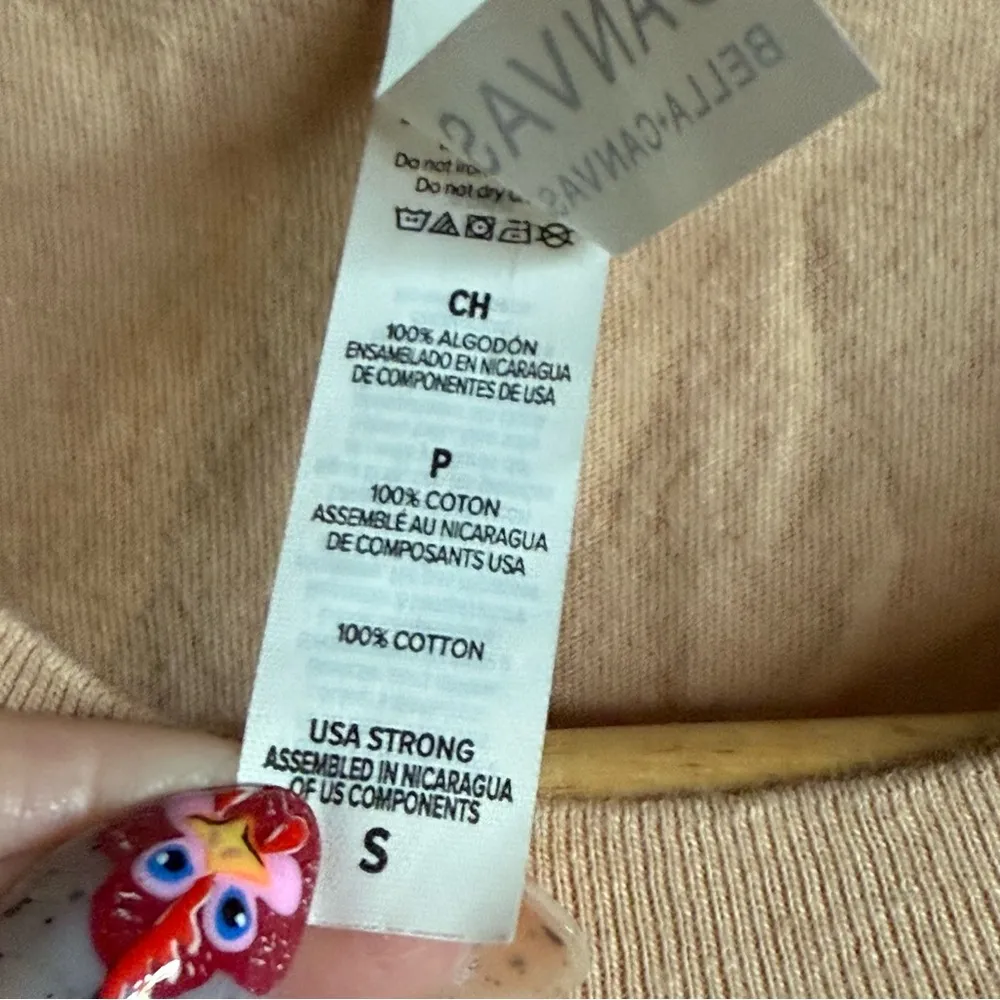 CANVAS
BELLA+CANVAS
Do not iron
Do not dry
CH
100% ALGODÓN
ENSAMBLADO EN NICARAGUA
DE COMPONENTES DE USA
P
100% COTON
ASSEMBLÉ AU NICARAGUA
DE COMPOSANTS USA
100% COTTON
USA STRONG
ASSEMBLED IN NICARAGUA
OF US COMPONENTS
S